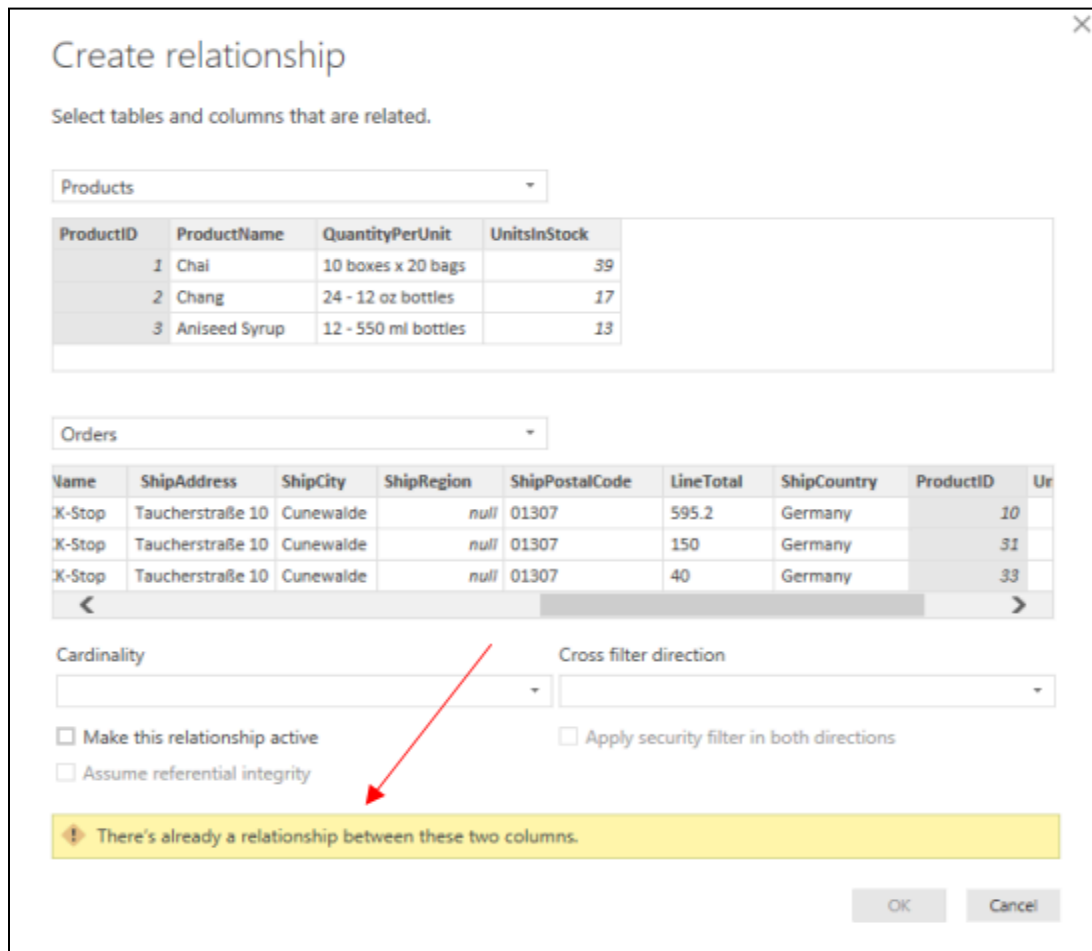 Create relationship
Select tables and columns that are related.
Products
ProductID ProductName QuantityPerUnit UnitsInStock
1 Chai 10 boxes x 20 bags 39
2 Chang 24 - 12 oz bottles 17
3 Aniseed Syrup 12 - 550 ml bottles 13
Orders
Name ShipAddress ShipCity ShipRegion ShipPostalCode LineTotal ShipCountry ProductID Un
K-Stop Taucherstraße 10 Cunewalde null 01307 595.2 Germany 10
K-Stop Taucherstraße 10 Cunewalde null 01307 150 Germany 31
K-Stop Taucherstraße 10 Cunewalde null 01307 40 Germany 33
Cardinality Cross filter direction
Make this relationship active Apply security filter in both directions
Assume referential integrity
There's already a relationship between these two columns.
OK Cancel